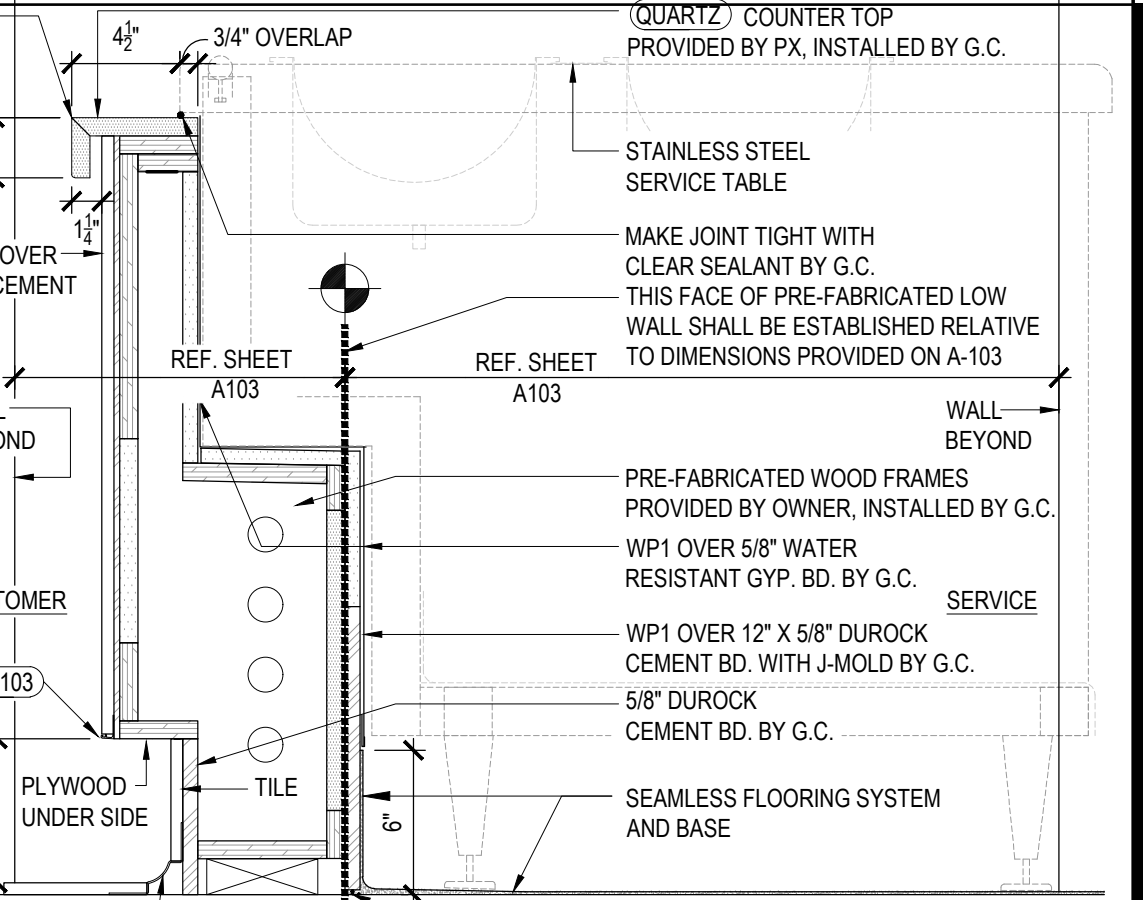 QUARTZ COUNTER TOP
PROVIDED BY PX, INSTALLED BY G.C.
4½"
3/4" OVERLAP
STAINLESS STEEL
SERVICE TABLE
1¼"
MAKE JOINT TIGHT WITH
CLEAR SEALANT BY G.C.
OVER
CEMENT
THIS FACE OF PRE-FABRICATED LOW
WALL SHALL BE ESTABLISHED RELATIVE
TO DIMENSIONS PROVIDED ON A-103
REF. SHEET
A103
REF. SHEET
A103
WALL
BEYOND
OND
PRE-FABRICATED WOOD FRAMES
PROVIDED BY OWNER, INSTALLED BY G.C.
WP1 OVER 5/8" WATER
RESISTANT GYP. BD. BY G.C.
TOMER
SERVICE
WP1 OVER 12" X 5/8" DUROCK
CEMENT BD. WITH J-MOLD BY G.C.
103
5/8" DUROCK
CEMENT BD. BY G.C.
PLYWOOD
UNDER SIDE
TILE
6"
SEAMLESS FLOORING SYSTEM
AND BASE